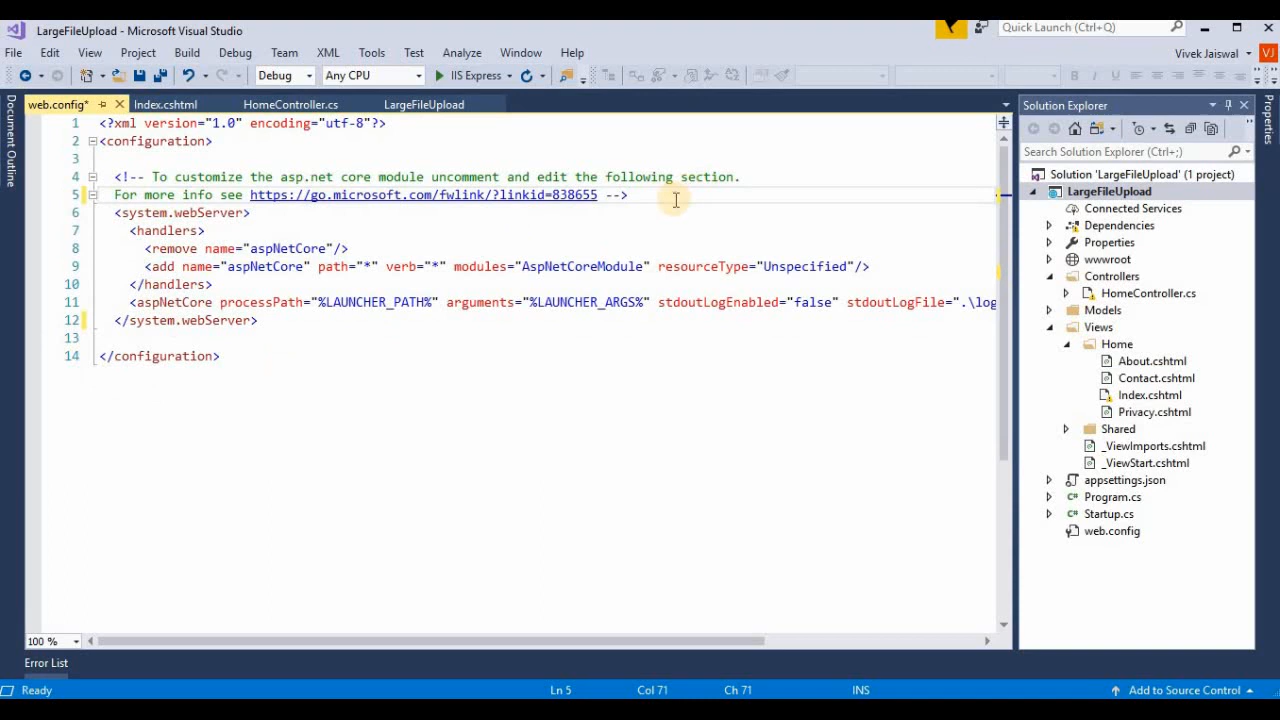 LargeFileUpload - Microsoft Visual Studio
Quick Launch (Ctrl+Q)
File Edit View Project Build Debug Team XML Tools Test Analyze Window Help
Vivek Jaiswal
VJ
Debug Any CPU IIS Express
web.config* Index.cshtml HomeController.cs LargeFileUpload
Document Outline
1 <?xml version="1.0" encoding="utf-8"?>
2 <configuration>
3
4 <!-- To customize the asp.net core module uncomment and edit the following section.
5 For more info see https://go.microsoft.com/fwlink/?linkid=838655 -->
6 <system.webServer>
7 <handlers>
8 <remove name="aspNetCore"/>
9 <add name="aspNetCore" path="*" verb="*" modules="AspNetCoreModule" resourceType="Unspecified"/>
10 </handlers>
11 <aspNetCore processPath="%LAUNCHER_PATH%" arguments="%LAUNCHER_ARGS%" stdoutLogEnabled="false" stdoutLogFile=".\log
12 </system.webServer>
13
14 </configuration>
100 %
Solution Explorer
Search Solution Explorer (Ctrl+;)
Solution 'LargeFileUpload' (1 project)
LargeFileUpload
Connected Services
Dependencies
Properties
wwwroot
Controllers
HomeController.cs
Models
Views
Home
About.cshtml
Contact.cshtml
Index.cshtml
Privacy.cshtml
Shared
_ViewImports.cshtml
_ViewStart.cshtml
appsettings.json
Program.cs
Startup.cs
web.config
Properties
Error List
Ready Ln 5 Col 71 Ch 71 INS Add to Source Control